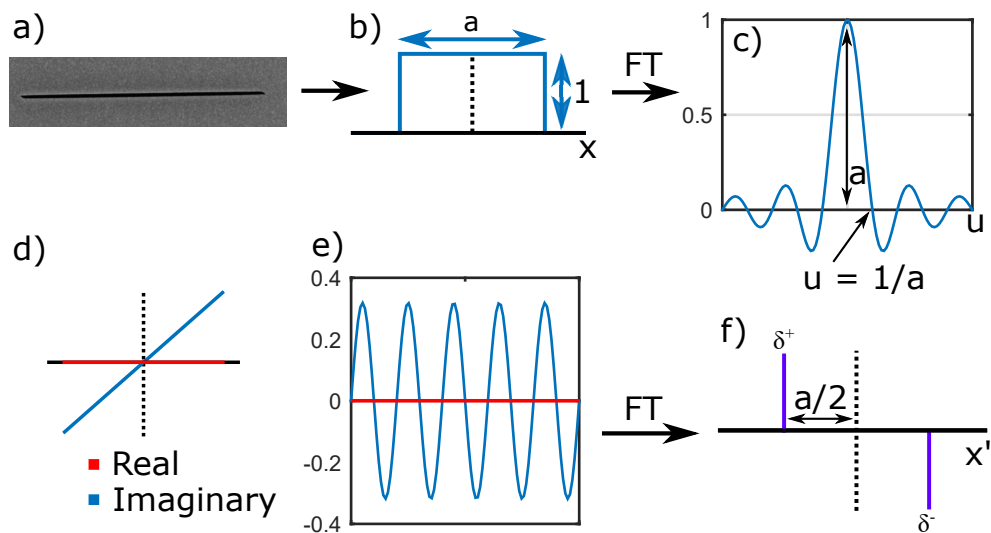 a)
b)
a
1
x
FT
c)
1
0.5
0
a
u
u = 1/a
d)
Real
Imaginary
e)
0.4
0.2
0
-0.2
-0.4
FT
f)
δ+
a/2
x'
δ-